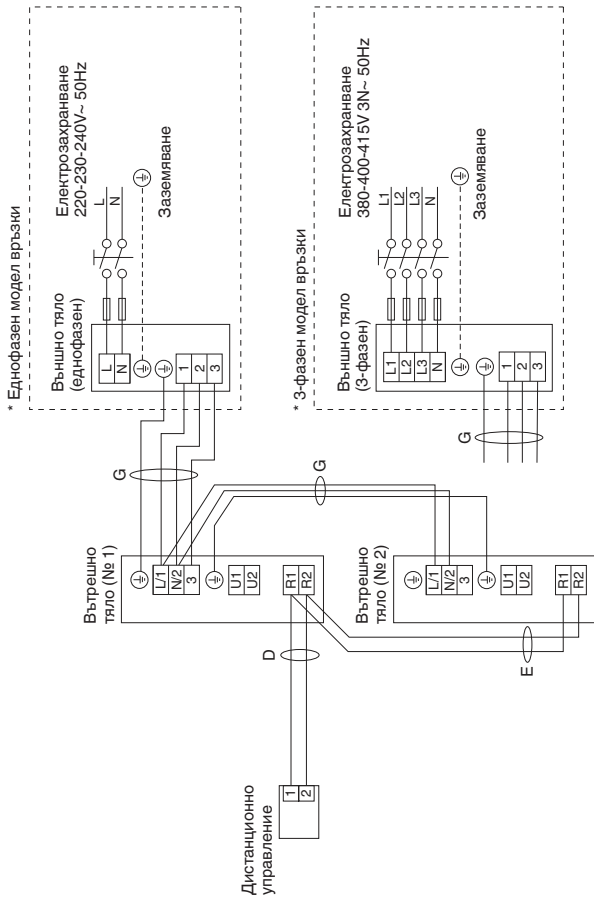 * Еднофазен модел връзки
Външно тяло
(еднофазен)
Електрозахранване
220-230-240V~ 50Hz
L
N
L
N
Заземяване
1
2
3
G
* 3-фазен модел връзки
Външно тяло
(3-фазен)
Електрозахранване
380-400-415V 3N~ 50Hz
L1
L2
L3
N
L1
L2
L3
N
Заземяване
1
2
3
G
Вътрешно
тяло (№ 1)
L/1
N/2
3
U1
U2
R1
R2
G
Вътрешно
тяло (№ 2)
L/1
N/2
3
U1
U2
R1
R2
D
E
Дистанционно
управление
1
2